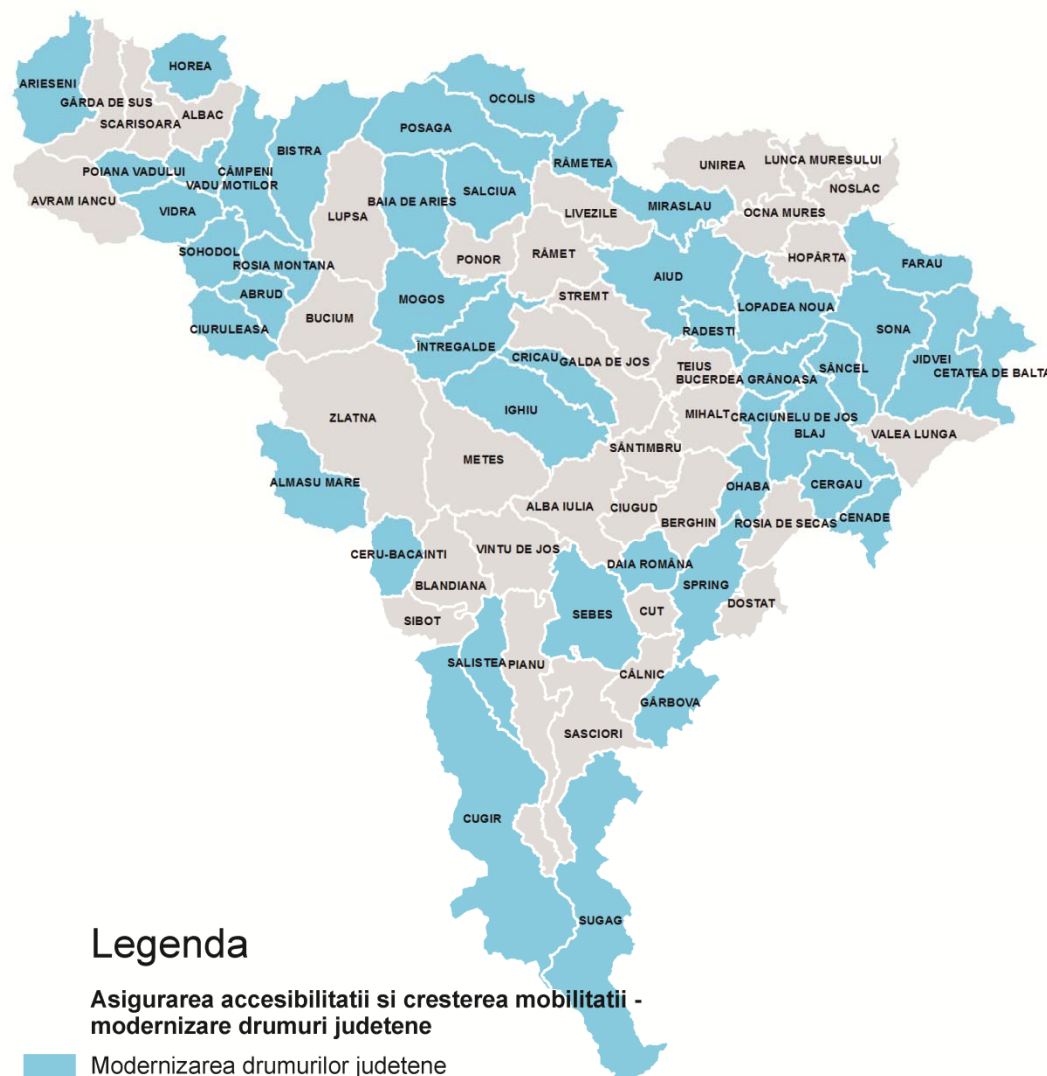 HOREA
ARIESENI
OCOLIS
GÂRDA DE SUS
ALBAC
SCARISOARA
POSAGA
BISTRA
RÂMETEA
UNIREA
LUNCA MURESULUI
POIANA VADULUI
CÂMPENI
VADU MOTILOR
NOSLAC
AVRAM IANCU
BAIA DE ARIES
SALCIUA
VIDRA
LUPSA
LIVEZILE
MIRASLAU
OCNA MURES
SOHODOL
ROSIA MONTANA
PONOR
RÂMET
HOPÂRTA
FARAU
AIUD
ABRUD
MOGOS
STREMT
LOPADEA NOUA
BUCIUM
CIURULEASA
RADESTI
SONA
ÎNTREGALDE
CRICAU
GALDA DE JOS
TEIUS
SÂNCEL
JIDVEI
BUCERDEA GRÂNOASA
CETATEA DE BALTA
IGHIU
ZLATNA
MIHALT
CRACIUNELU DE JOS
BLAJ
VALEA LUNGA
SÂNTIMBRU
METES
ALMASU MARE
OHABA
CERGAU
ALBA IULIA
CIUGUD
CENADE
BERGHIN
ROSIA DE SECAS
CERU-BACAINTI
VINTU DE JOS
DAIA ROMÂNA
BLANDIANA
SPRING
DOSTAT
SIBOT
SEBES
CUT
SALISTEA
PIANU
CÂLNIC
GÂRBOVA
SASCIORI
CUGIR
SUGAG
Legenda
Asigurarea accesibilitatii si cresterea mobilitatii -
modernizare drumuri judetene
Modernizarea drumurilor judetene